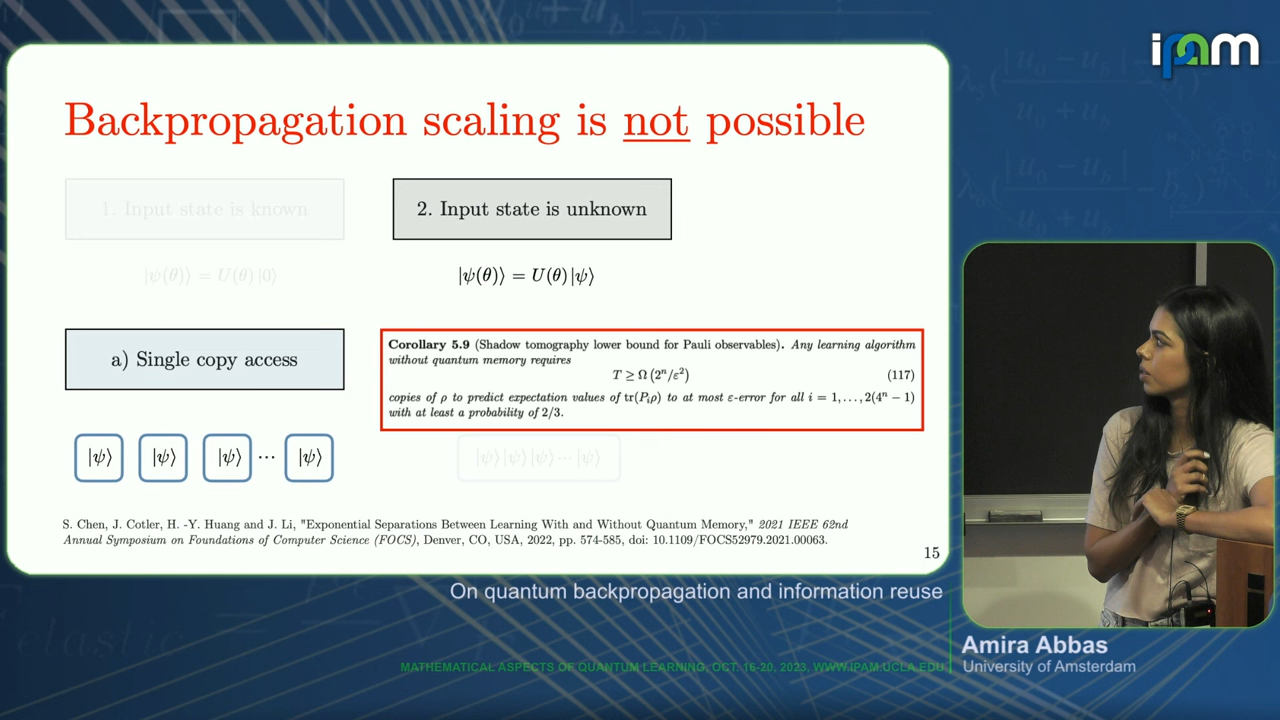 ipam
Backpropagation scaling is not possible
1. Input state is known
2. Input state is unknown
|ψ(θ)⟩ = U(θ)|0⟩
|ψ(θ)⟩ = U(θ)|ψ⟩
a) Single copy access
Corollary 5.9 (Shadow tomography lower bound for Pauli observables). Any learning algorithm
without quantum memory requires
T ≥ Ω (2ⁿ/ε²) (117)
copies of ρ to predict expectation values of tr(Pᵢρ) to at most ε-error for all i = 1, . . . , 2(4ⁿ − 1)
with at least a probability of 2/3.
|ψ⟩ |ψ⟩ |ψ⟩ ··· |ψ⟩
|ψ⟩|ψ⟩|ψ⟩ ··· |ψ⟩
S. Chen, J. Cotler, H. -Y. Huang and J. Li, "Exponential Separations Between Learning With and Without Quantum Memory," 2021 IEEE 62nd
Annual Symposium on Foundations of Computer Science (FOCS), Denver, CO, USA, 2022, pp. 574-585, doi: 10.1109/FOCS52979.2021.00063.
15
On quantum backpropagation and information reuse
Amira Abbas
University of Amsterdam
MATHEMATICAL ASPECTS OF QUANTUM LEARNING, OCT. 16-20, 2023, WWW.IPAM.UCLA.EDU
elastic